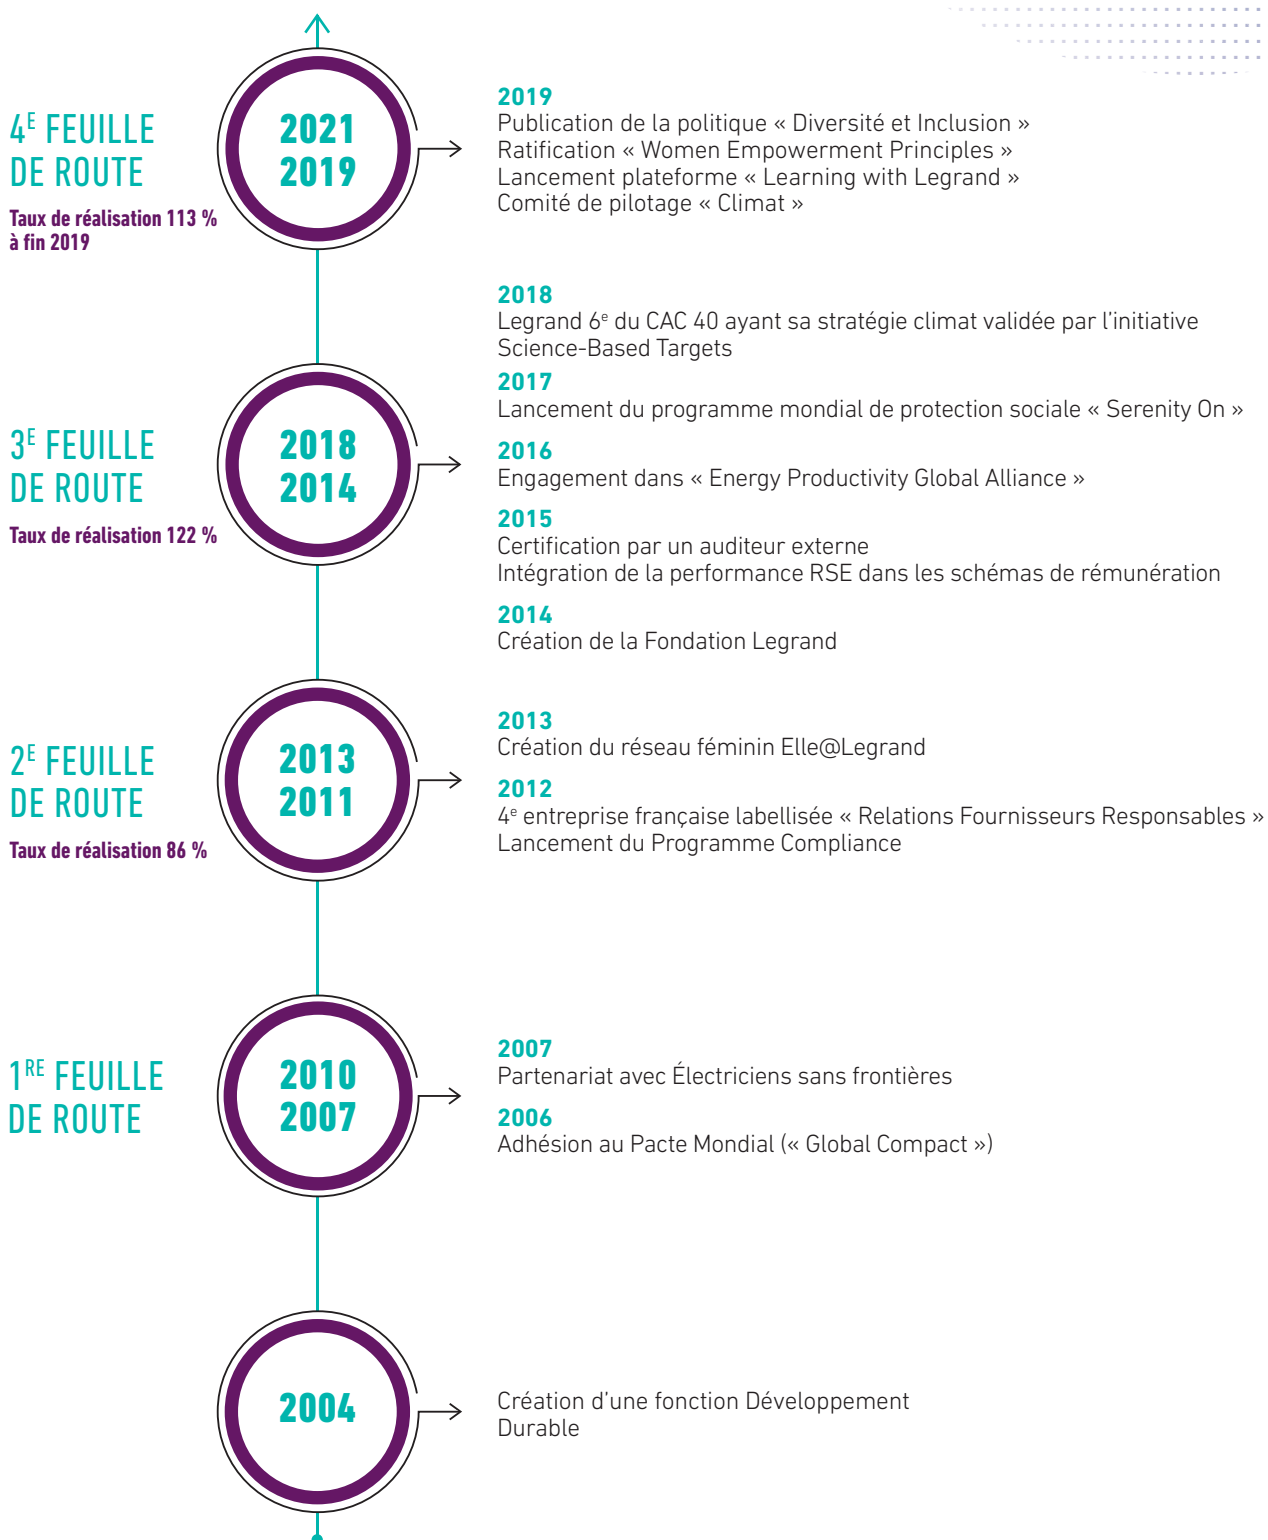 4E FEUILLE
DE ROUTE
Taux de réalisation 113 %
à fin 2019
2021
2019
2019
Publication de la politique « Diversité et Inclusion »
Ratification « Women Empowerment Principles »
Lancement plateforme « Learning with Legrand »
Comité de pilotage « Climat »
3E FEUILLE
DE ROUTE
Taux de réalisation 122 %
2018
2014
2018
Legrand 6e du CAC 40 ayant sa stratégie climat validée par l’initiative
Science-Based Targets
2017
Lancement du programme mondial de protection sociale « Serenity On »
2016
Engagement dans « Energy Productivity Global Alliance »
2015
Certification par un auditeur externe
Intégration de la performance RSE dans les schémas de rémunération
2014
Création de la Fondation Legrand
2E FEUILLE
DE ROUTE
Taux de réalisation 86 %
2013
2011
2013
Création du réseau féminin Elle@Legrand
2012
4e entreprise française labellisée « Relations Fournisseurs Responsables »
Lancement du Programme Compliance
1RE FEUILLE
DE ROUTE
2010
2007
2007
Partenariat avec Électriciens sans frontières
2006
Adhésion au Pacte Mondial (« Global Compact »)
2004
Création d’une fonction Développement
Durable